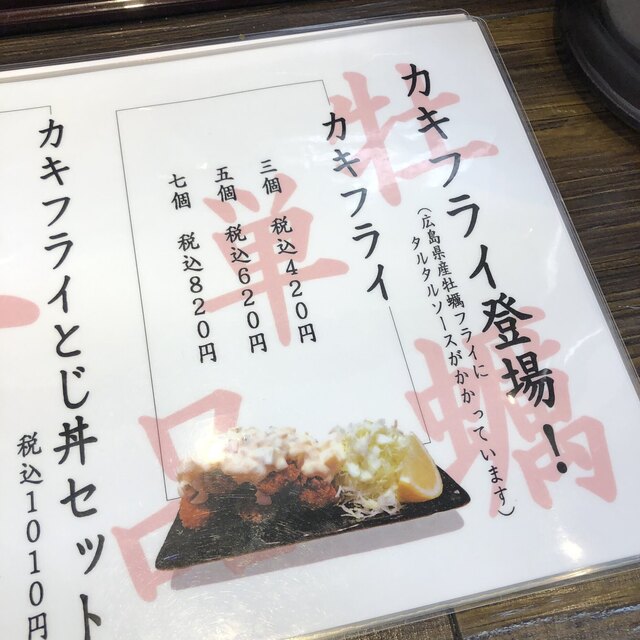 牡蠣
カキフライ登場！
（広島県産牡蠣フライに
タルタルソースがかかっています）
単品
カキフライ
三個 税込420円
五個 税込620円
七個 税込820円
カキフライとじ丼セット
税込1010円